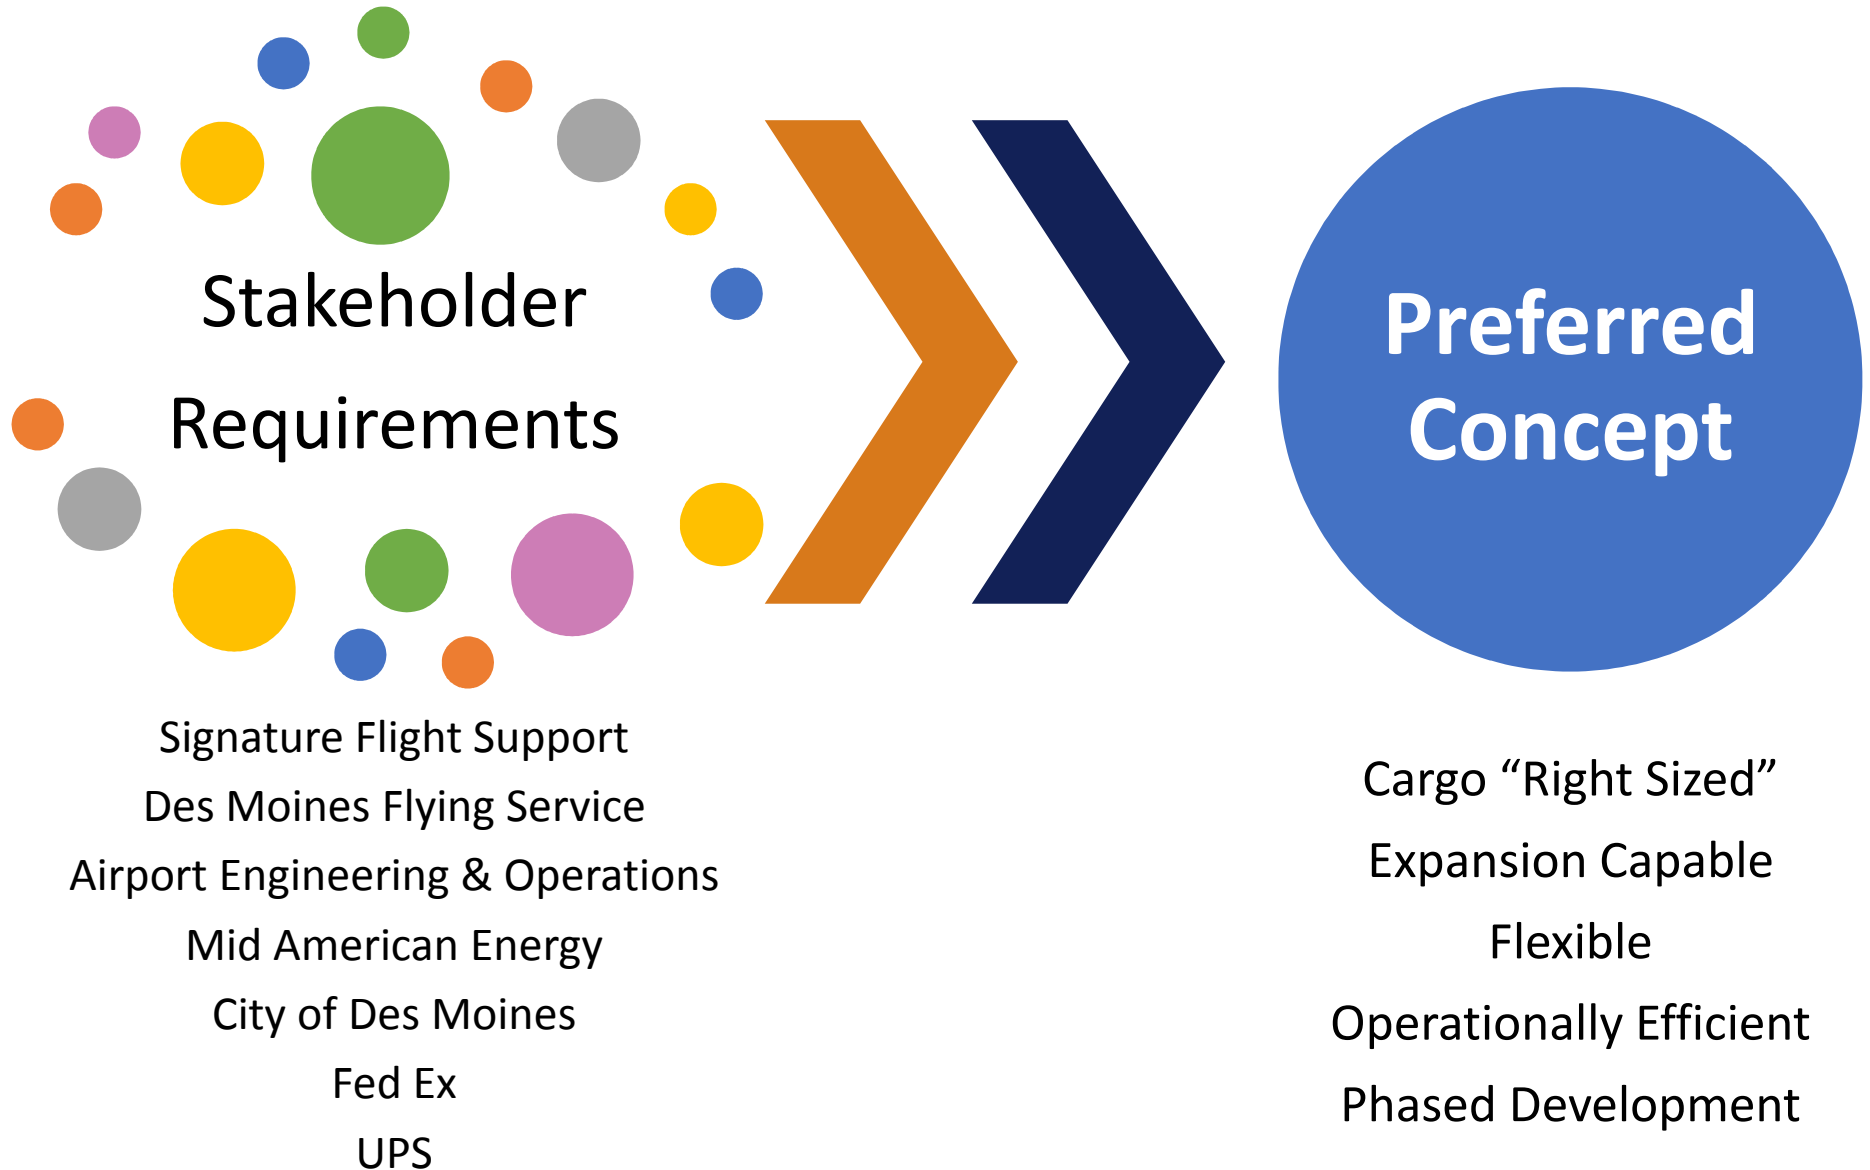 Stakeholder
Requirements
Signature Flight Support
Des Moines Flying Service
Airport Engineering & Operations
Mid American Energy
City of Des Moines
Fed Ex
UPS
Preferred
Concept
Cargo “Right Sized”
Expansion Capable
Flexible
Operationally Efficient
Phased Development